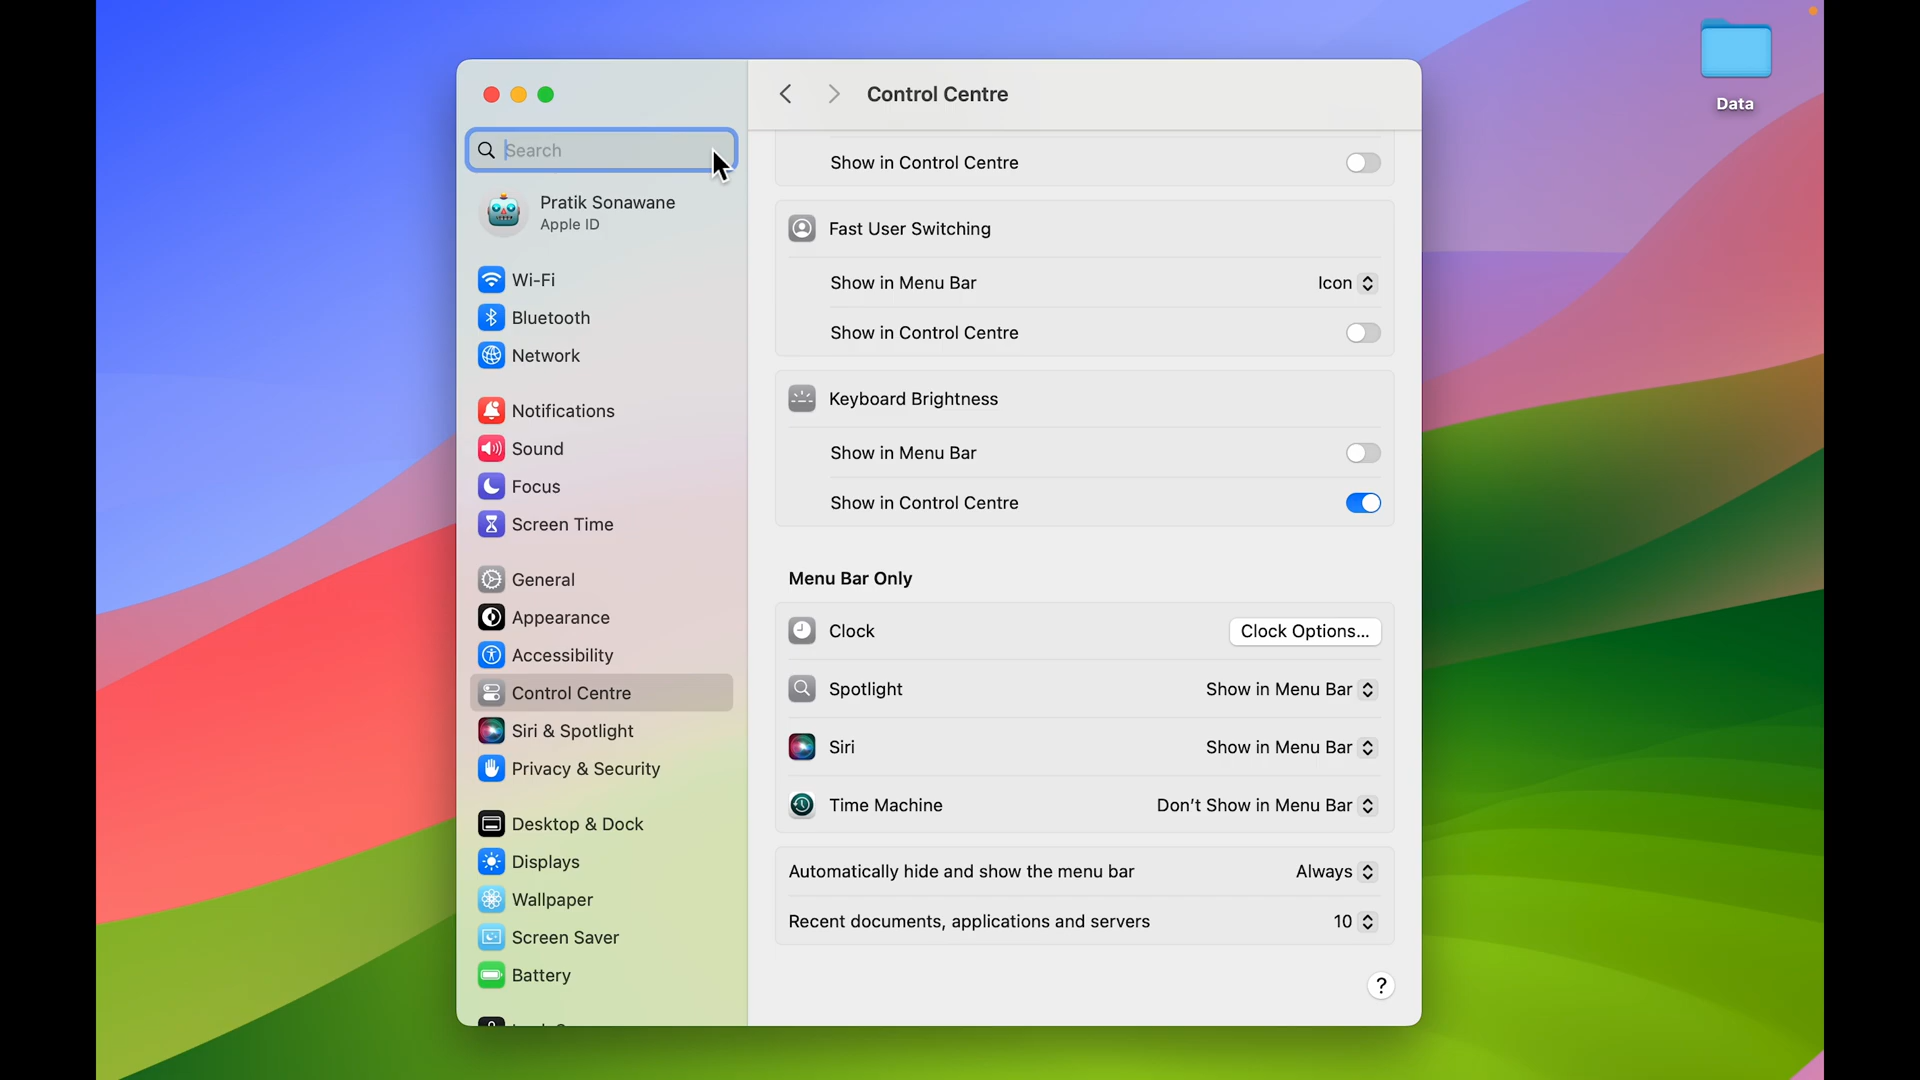 Data
Search
Pratik Sonawane
Apple ID
Wi-Fi
Bluetooth
Network
Notifications
Sound
Focus
Screen Time
General
Appearance
Accessibility
Control Centre
Siri & Spotlight
Privacy & Security
Desktop & Dock
Displays
Wallpaper
Screen Saver
Battery
Control Centre
Show in Control Centre
Fast User Switching
Show in Menu Bar Icon
Show in Control Centre
Keyboard Brightness
Show in Menu Bar
Show in Control Centre
Menu Bar Only
Clock Clock Options...
Spotlight Show in Menu Bar
Siri Show in Menu Bar
Time Machine Don't Show in Menu Bar
Automatically hide and show the menu bar Always
Recent documents, applications and servers 10
?